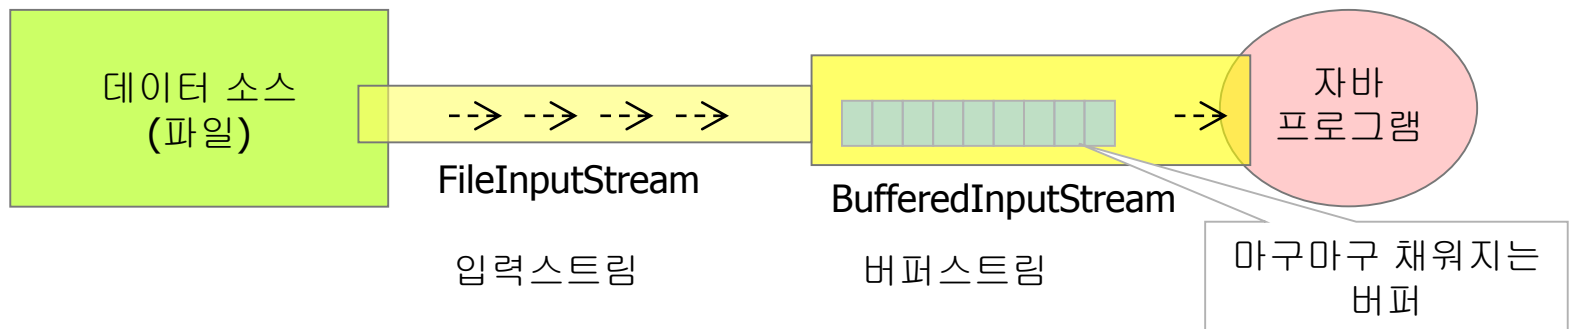 데이터 소스
(파일)
FileInputStream
입력스트림
BufferedInputStream
버퍼스트림
자바
프로그램
마구마구 채워지는
버퍼